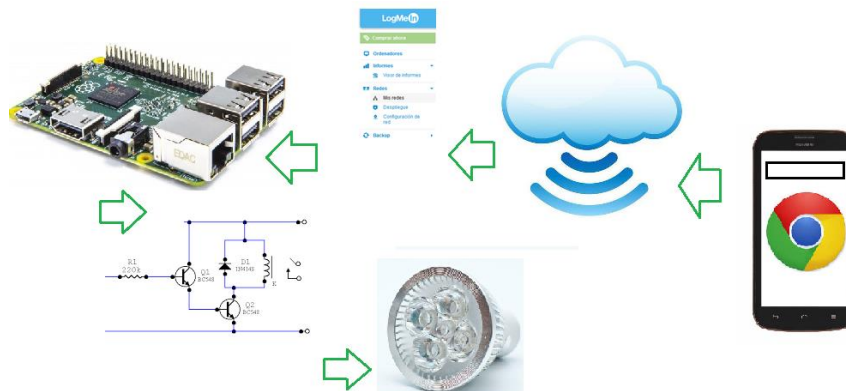 LogMeIn
Comprar ahora
Ordenadores
Informes
Visor de informes
Redes
Mis redes
Despliegue
Configuración de
red
Backup
EDAC
R1
220k
Q1
BC548
D1
1N4148
K
Q2
BC548